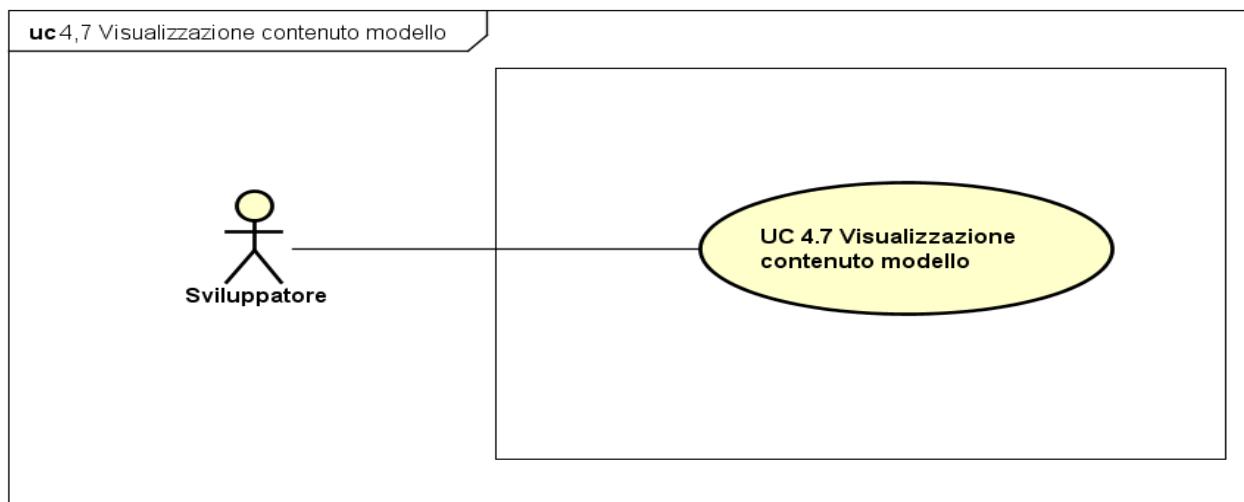 uc 4,7 Visualizzazione contenuto modello
UC 4.7 Visualizzazione
contenuto modello
Sviluppatore